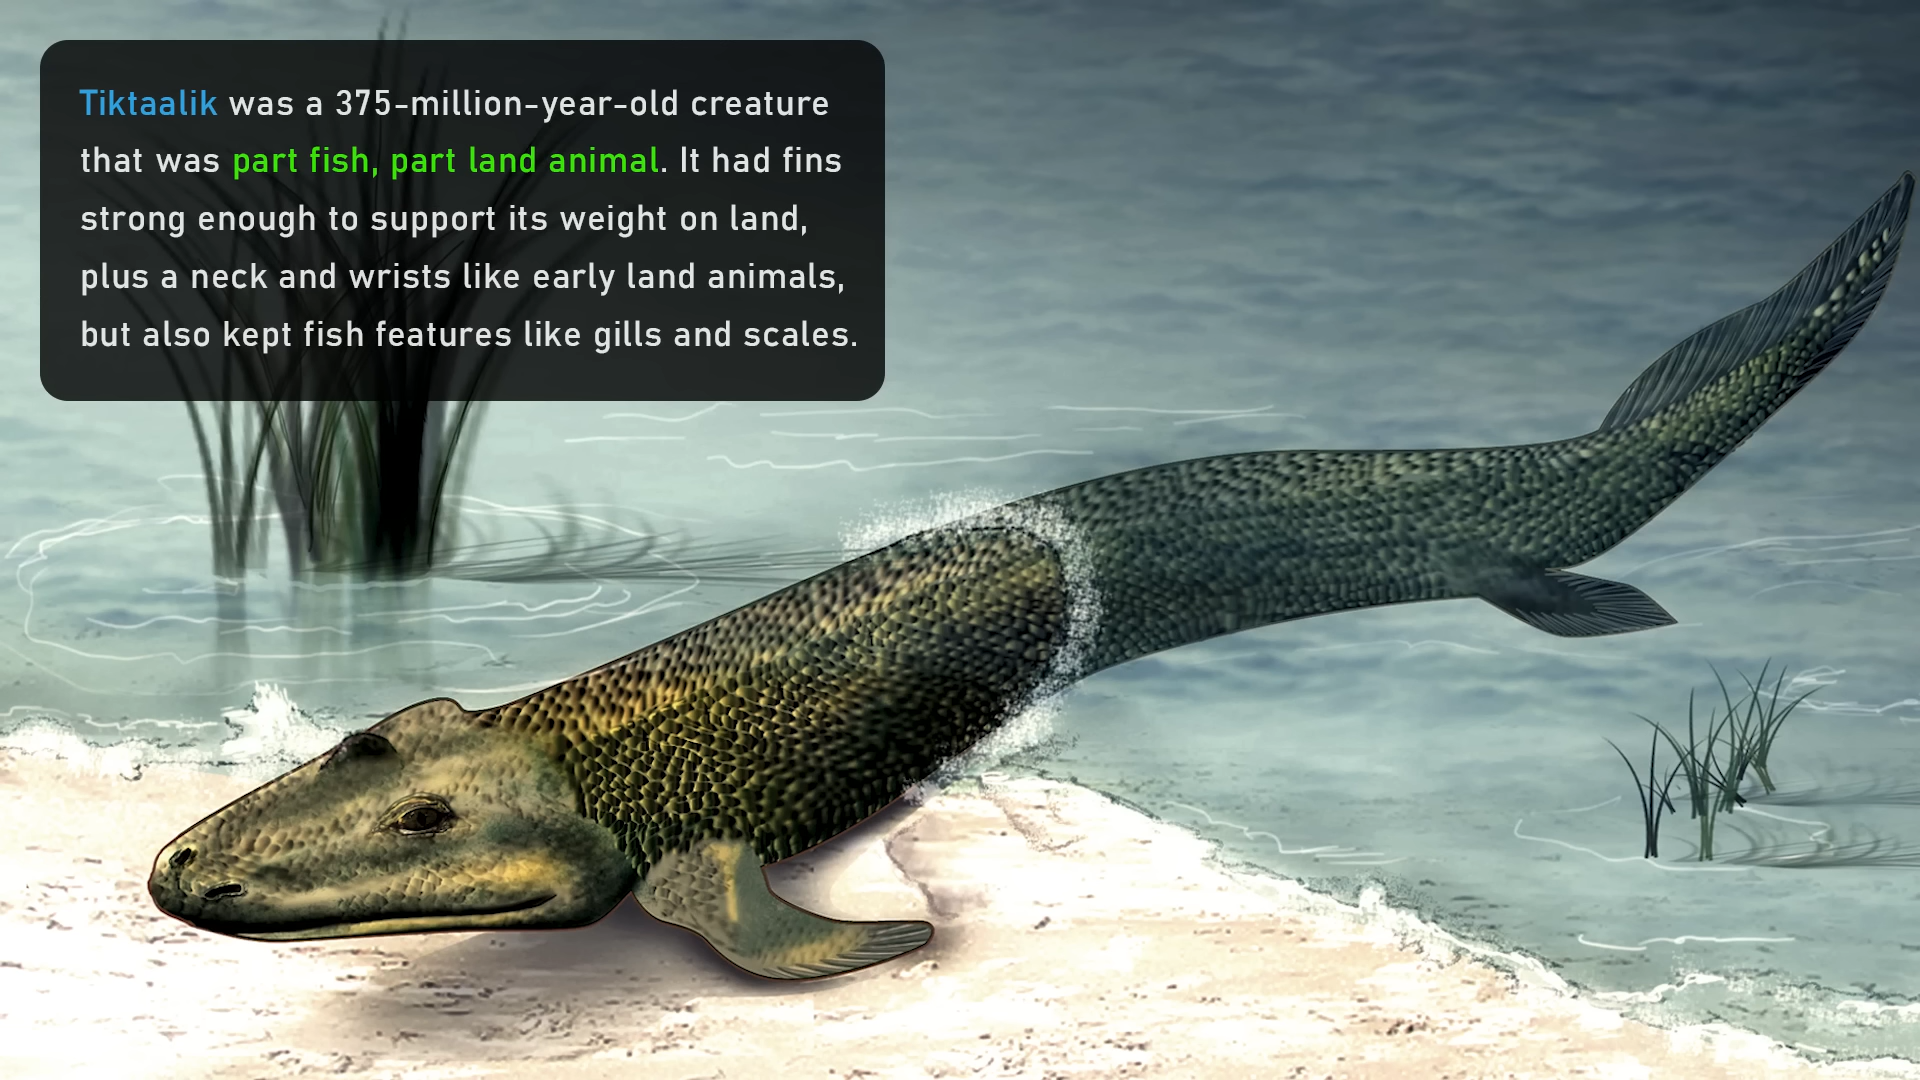 Tiktaalik was a 375-million-year-old creature
that was part fish, part land animal. It had fins
strong enough to support its weight on land,
plus a neck and wrists like early land animals,
but also kept fish features like gills and scales.